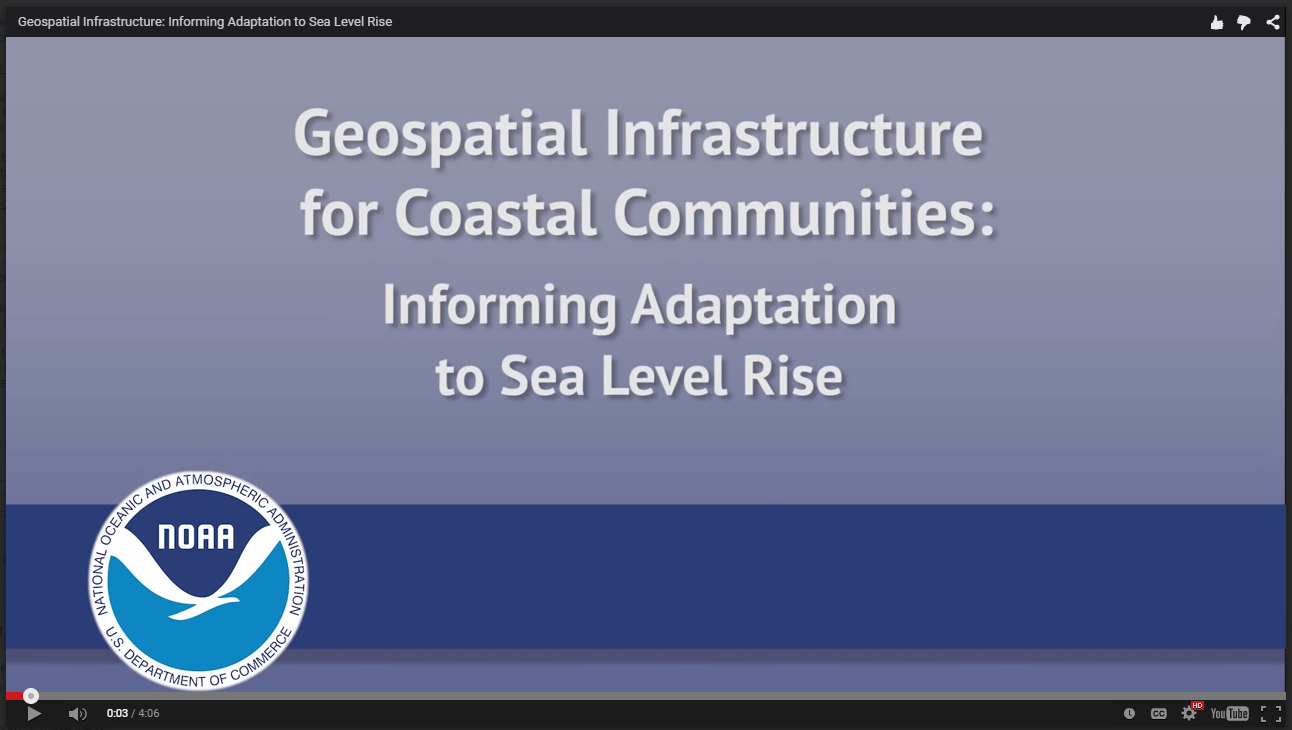 Geospatial Infrastructure: Informing Adaptation to Sea Level Rise
Geospatial Infrastructure
for Coastal Communities:
Informing Adaptation
to Sea Level Rise
NATIONAL OCEANIC AND ATMOSPHERIC ADMINISTRATION
NOAA
U.S. DEPARTMENT OF COMMERCE
0:03 / 4:06
CC
HD
YouTube